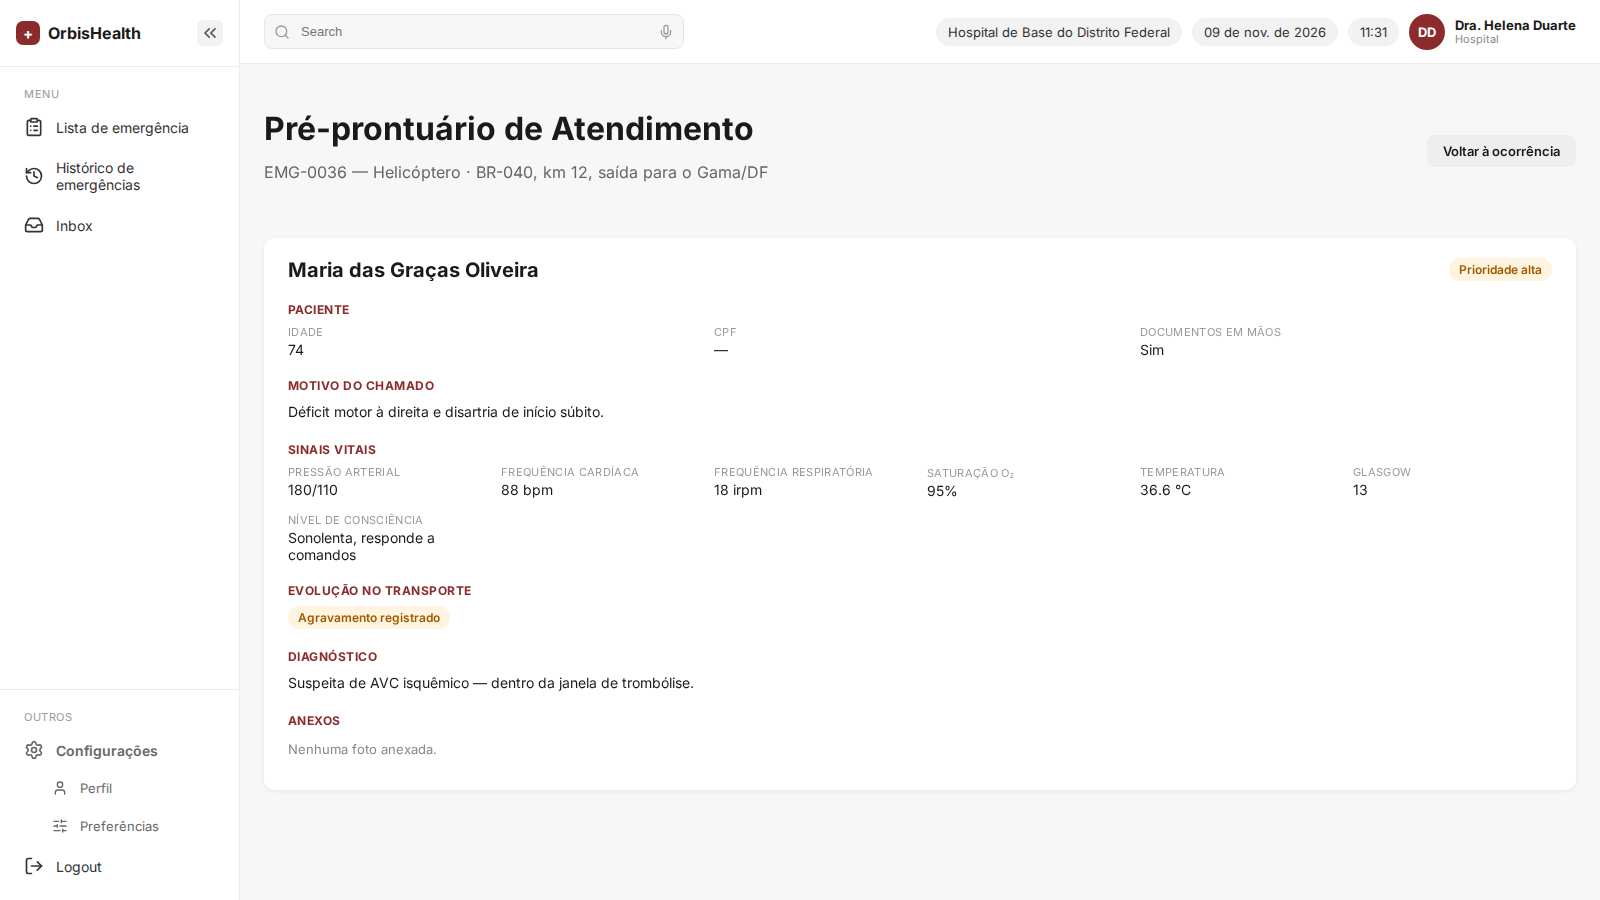 OrbisHealth
Search
Hospital de Base do Distrito Federal
09 de nov. de 2026
11:31
DD
Dra. Helena Duarte
Hospital
MENU
Lista de emergência
Histórico de
emergências
Inbox
Pré-prontuário de Atendimento
EMG-0036 — Helicóptero · BR-040, km 12, saída para o Gama/DF
Voltar à ocorrência
Maria das Graças Oliveira
Prioridade alta
PACIENTE
IDADE
74
CPF
—
DOCUMENTOS EM MÃOS
Sim
MOTIVO DO CHAMADO
Déficit motor à direita e disartria de início súbito.
SINAIS VITAIS
PRESSÃO ARTERIAL
180/110
FREQUÊNCIA CARDÍACA
88 bpm
FREQUÊNCIA RESPIRATÓRIA
18 irpm
SATURAÇÃO O₂
95%
TEMPERATURA
36.6 °C
GLASGOW
13
NÍVEL DE CONSCIÊNCIA
Sonolenta, responde a
comandos
EVOLUÇÃO NO TRANSPORTE
Agravamento registrado
DIAGNÓSTICO
Suspeita de AVC isquêmico — dentro da janela de trombólise.
ANEXOS
Nenhuma foto anexada.
OUTROS
Configurações
Perfil
Preferências
Logout